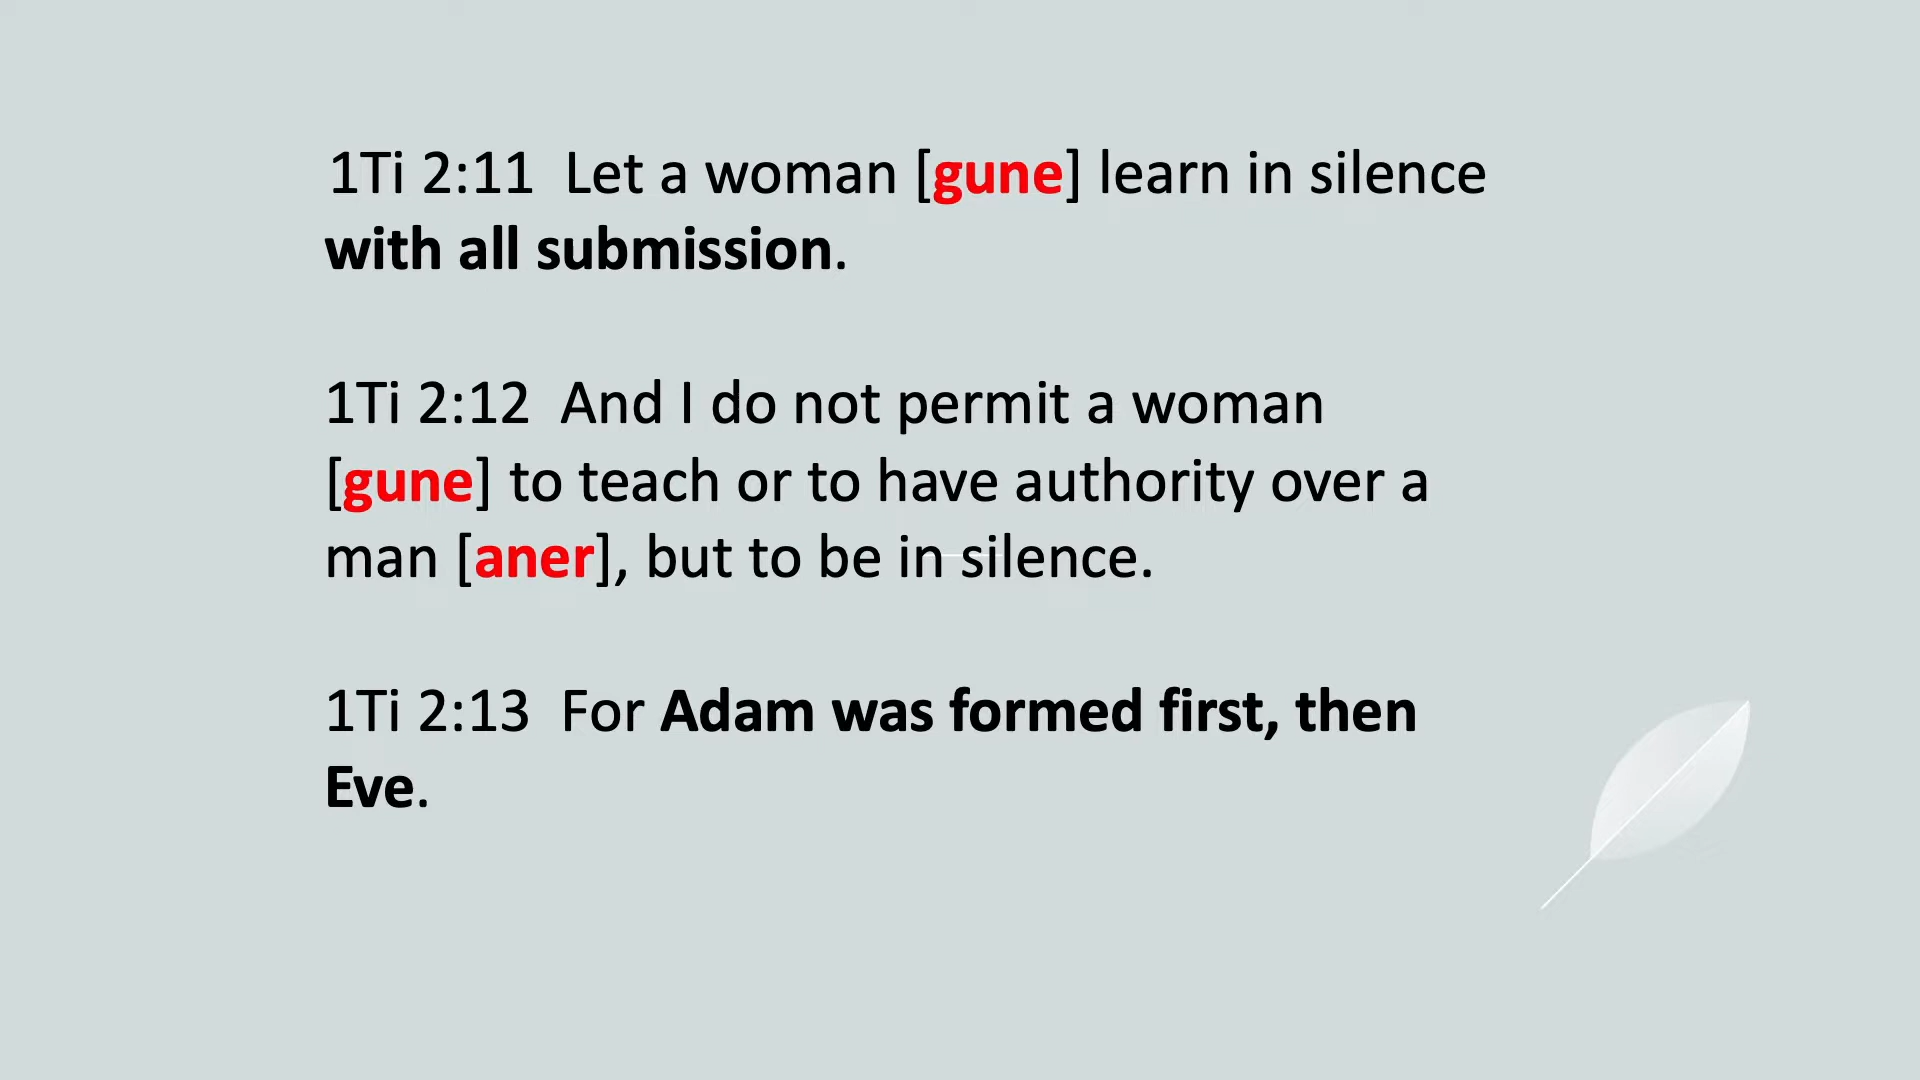 1Ti 2:11  Let a woman [gune] learn in silence
with all submission.
1Ti 2:12  And I do not permit a woman
[gune] to teach or to have authority over a
man [aner], but to be in silence.
1Ti 2:13  For Adam was formed first, then
Eve.